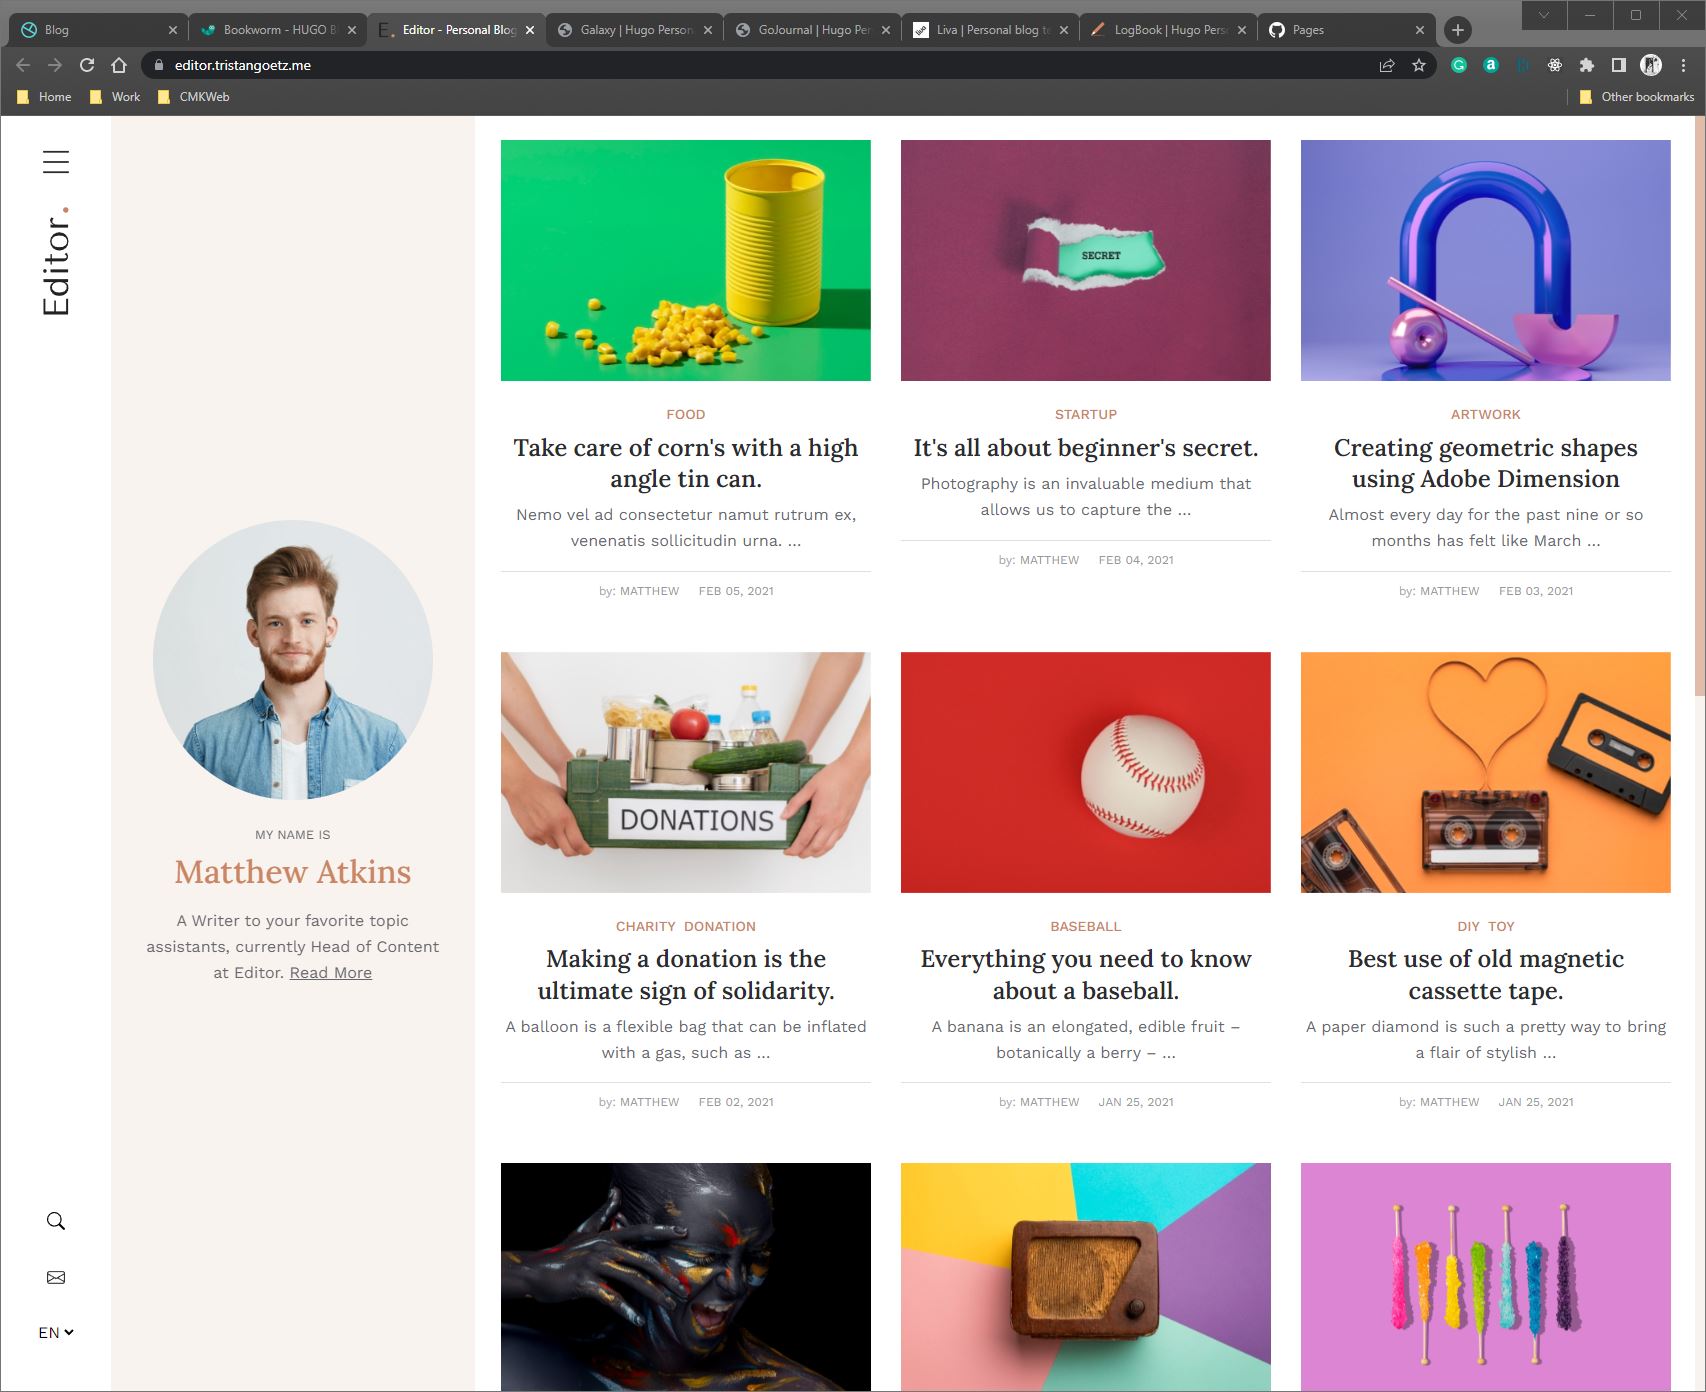 Blog
Bookworm - HUGO B
Editor - Personal Blog
Galaxy | Hugo Person
GoJournal | Hugo Per
Liva | Personal blog t
LogBook | Hugo Pers
Pages
editor.tristangoetz.me
Home
Work
CMKWeb
Other bookmarks
Editor.
MY NAME IS
Matthew Atkins
A Writer to your favorite topic
assistants, currently Head of Content
at Editor. Read More
EN
SECRET
FOOD
Take care of corn's with a high
angle tin can.
Nemo vel ad consectetur namut rutrum ex,
venenatis sollicitudin urna. ...
by: MATTHEW FEB 05, 2021
STARTUP
It's all about beginner's secret.
Photography is an invaluable medium that
allows us to capture the ...
by: MATTHEW FEB 04, 2021
ARTWORK
Creating geometric shapes
using Adobe Dimension
Almost every day for the past nine or so
months has felt like March ...
by: MATTHEW FEB 03, 2021
DONATIONS
CHARITY DONATION
Making a donation is the
ultimate sign of solidarity.
A balloon is a flexible bag that can be inflated
with a gas, such as ...
by: MATTHEW FEB 02, 2021
BASEBALL
Everything you need to know
about a baseball.
A banana is an elongated, edible fruit –
botanically a berry – ...
by: MATTHEW JAN 25, 2021
DIY TOY
Best use of old magnetic
cassette tape.
A paper diamond is such a pretty way to bring
a flair of stylish ...
by: MATTHEW JAN 25, 2021